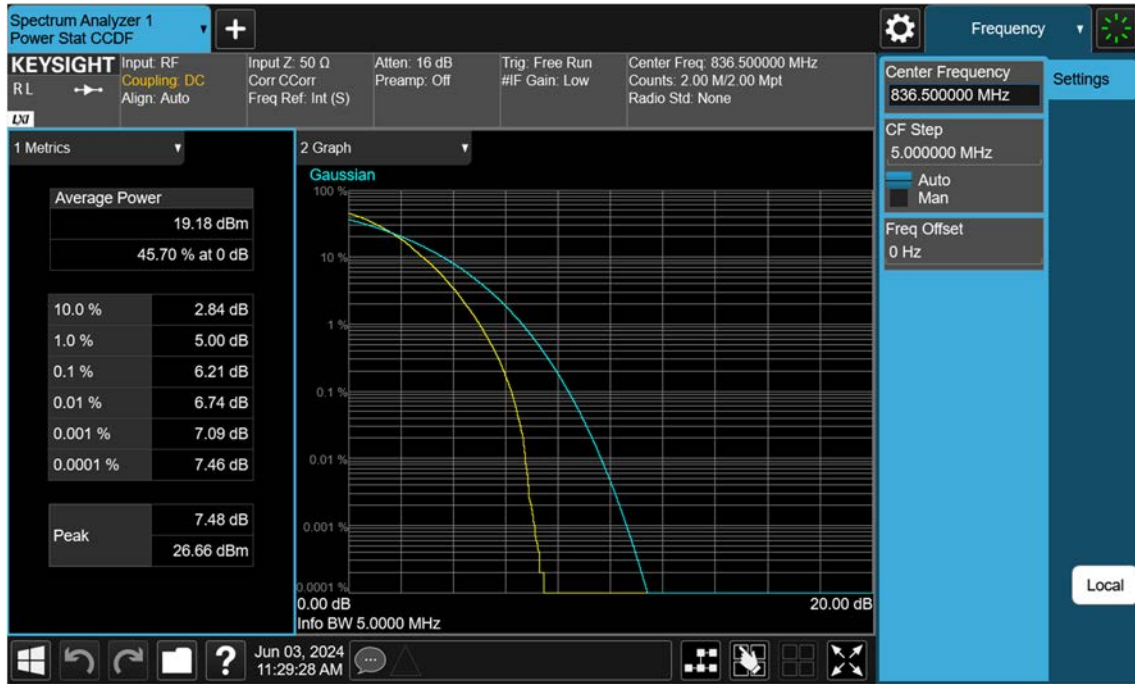 Spectrum Analyzer 1
Power Stat CCDF
Frequency
KEYSIGHT
RL
LXI
Input: RF
Coupling: DC
Align: Auto
Input Z: 50 Ω
Corr CCorr
Freq Ref: Int (S)
Atten: 16 dB
Preamp: Off
Trig: Free Run
#IF Gain: Low
Center Freq: 836.500000 MHz
Counts: 2.00 M/2.00 Mpt
Radio Std: None
Center Frequency
836.500000 MHz
Settings
CF Step
5.000000 MHz
Auto
Man
Freq Offset
0 Hz
Local
1 Metrics
Average Power
19.18 dBm
45.70 % at 0 dB
10.0 % 2.84 dB
1.0 % 5.00 dB
0.1 % 6.21 dB
0.01 % 6.74 dB
0.001 % 7.09 dB
0.0001 % 7.46 dB
Peak
7.48 dB
26.66 dBm
2 Graph
Gaussian
100 %
10 %
1 %
0.1 %
0.01 %
0.001 %
0.0001 %
0.00 dB 20.00 dB
Info BW 5.0000 MHz
?
Jun 03, 2024
11:29:28 AM